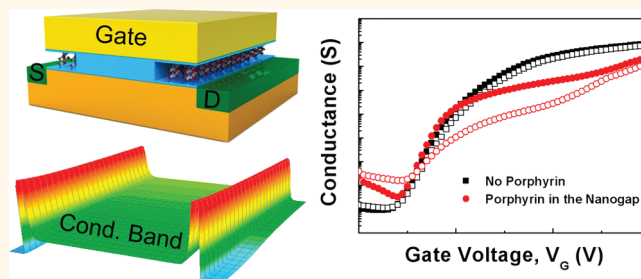 Gate
S
D
Cond. Band
Conductance (S)
No Porphyrin
Porphyrin in the Nanogap
Gate Voltage, V_G (V)